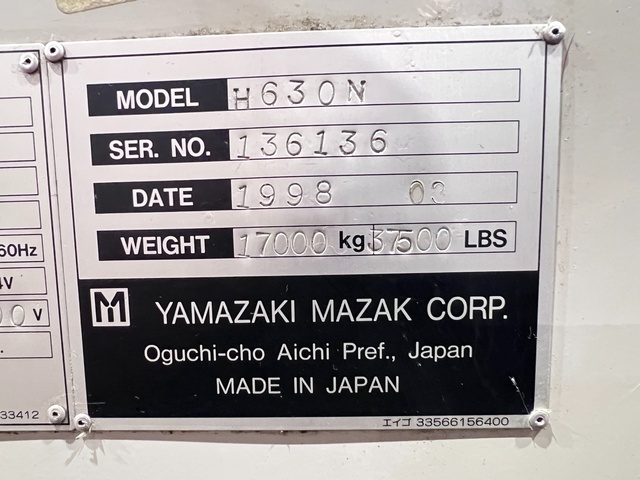 MODEL H630N
SER. NO. 136136
DATE 1998 03
WEIGHT 17000 kg 37500 LBS
60Hz
V
V
YAMAZAKI MAZAK CORP.
Oguchi-cho Aichi Pref., Japan
MADE IN JAPAN
33412
エイゴ 33566156400